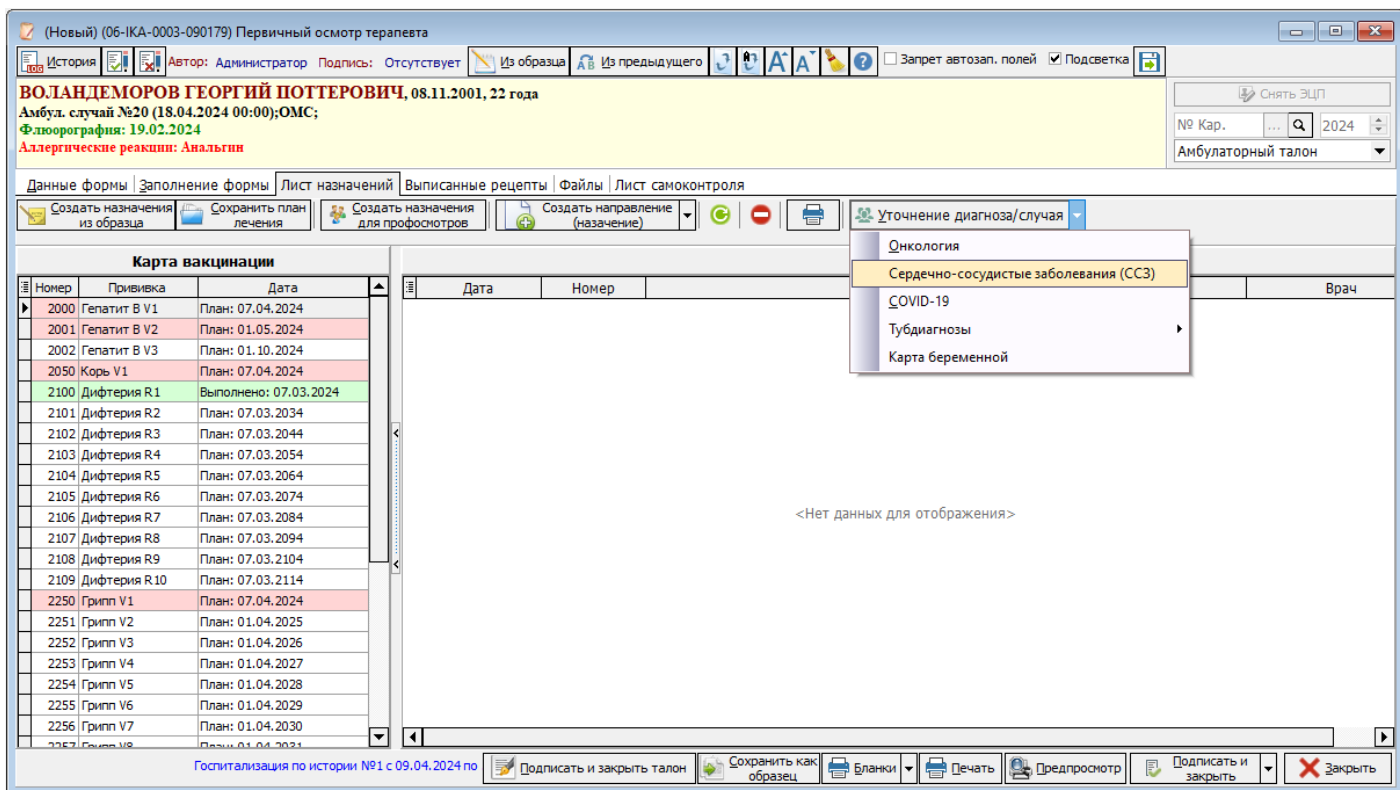 (Новый) (06-IKA-0003-090179) Первичный осмотр терапевта
История Автор: Администратор Подпись: Отсутствует Из образца Из предыдущего Запрет автозап. полей Подсветка
ВОЛАНДЕМОРОВ ГЕОРГИЙ ПОТТЕРОВИЧ, 08.11.2001, 22 года
Амбул. случай №20 (18.04.2024 00:00);ОМС;
Флюорография: 19.02.2024
Аллергические реакции: Анальгин
Снять ЭЦП
№ Кар. ... 2024
Амбулаторный талон
Данные формы Заполнение формы Лист назначений Выписанные рецепты Файлы Лист самоконтроля
Создать назначения из образца
Сохранить план лечения
Создать назначения для профосмотров
Создать направление (назачение)
Уточнение диагноза/случая
Онкология
Сердечно-сосудистые заболевания (ССЗ)
COVID-19
Тубдиагнозы
Карта беременной
Карта вакцинации
Номер Прививка Дата
2000 Гепатит B V1 План: 07.04.2024
2001 Гепатит B V2 План: 01.05.2024
2002 Гепатит B V3 План: 01.10.2024
2050 Корь V1 План: 07.04.2024
2100 Дифтерия R1 Выполнено: 07.03.2024
2101 Дифтерия R2 План: 07.03.2034
2102 Дифтерия R3 План: 07.03.2044
2103 Дифтерия R4 План: 07.03.2054
2104 Дифтерия R5 План: 07.03.2064
2105 Дифтерия R6 План: 07.03.2074
2106 Дифтерия R7 План: 07.03.2084
2107 Дифтерия R8 План: 07.03.2094
2108 Дифтерия R9 План: 07.03.2104
2109 Дифтерия R10 План: 07.03.2114
2250 Грипп V1 План: 07.04.2024
2251 Грипп V2 План: 01.04.2025
2252 Грипп V3 План: 01.04.2026
2253 Грипп V4 План: 01.04.2027
2254 Грипп V5 План: 01.04.2028
2255 Грипп V6 План: 01.04.2029
2256 Грипп V7 План: 01.04.2030
2257 Грипп V8 План: 01.04.2031
Дата Номер Врач
<Нет данных для отображения>
Госпитализация по истории №1 с 09.04.2024 по
Подписать и закрыть талон
Сохранить как образец
Бланки
Печать
Предпросмотр
Подписать и закрыть
Закрыть